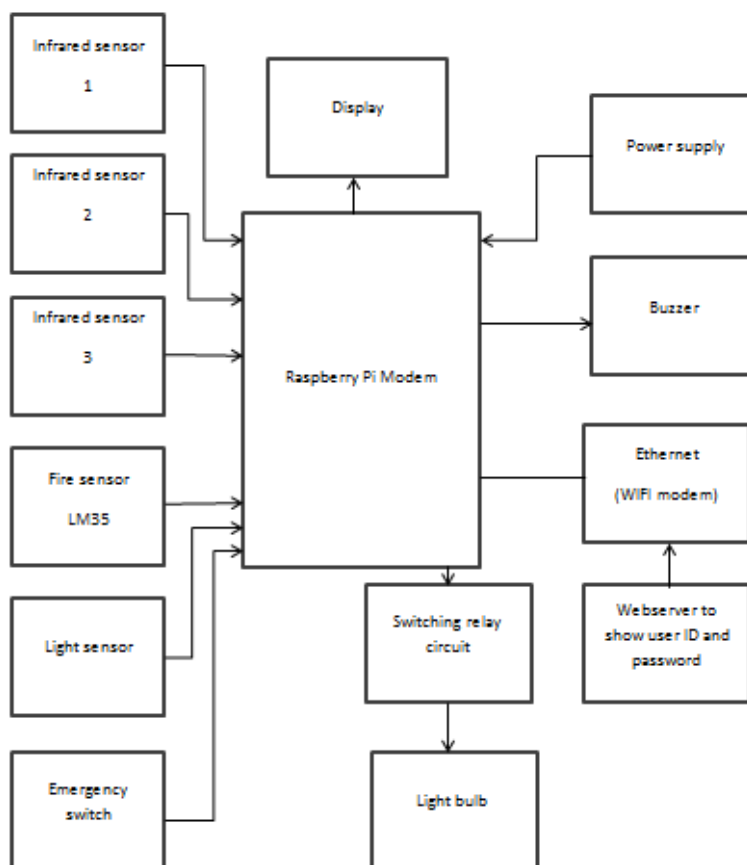 Infrared sensor
1
Display
Power supply
Infrared sensor
2
Buzzer
Infrared sensor
3
Raspberry Pi Modem
Ethernet
(WIFI modem)
Fire sensor
LM35
Switching relay
circuit
Webserver to
show user ID and
password
Light sensor
Emergency
switch
Light bulb